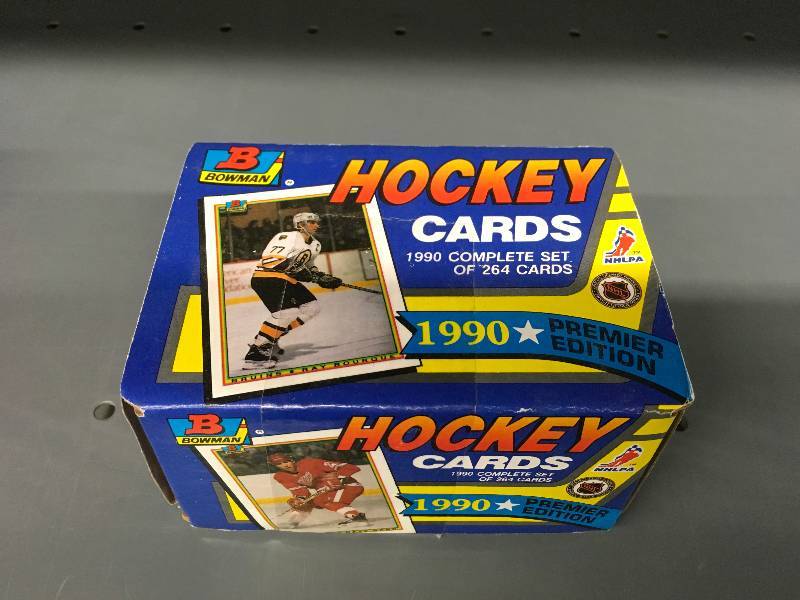 B
BOWMAN
®
HOCKEY
CARDS
1990 COMPLETE SET
OF 264 CARDS
77
BRUINS • RAY BOURQUE
NHLPA
1990 ★ PREMIER
EDITION
B
BOWMAN
®
HOCKEY
CARDS
1990 COMPLETE SET
OF 264 CARDS
NHLPA
1990 ★ PREMIER
EDITION